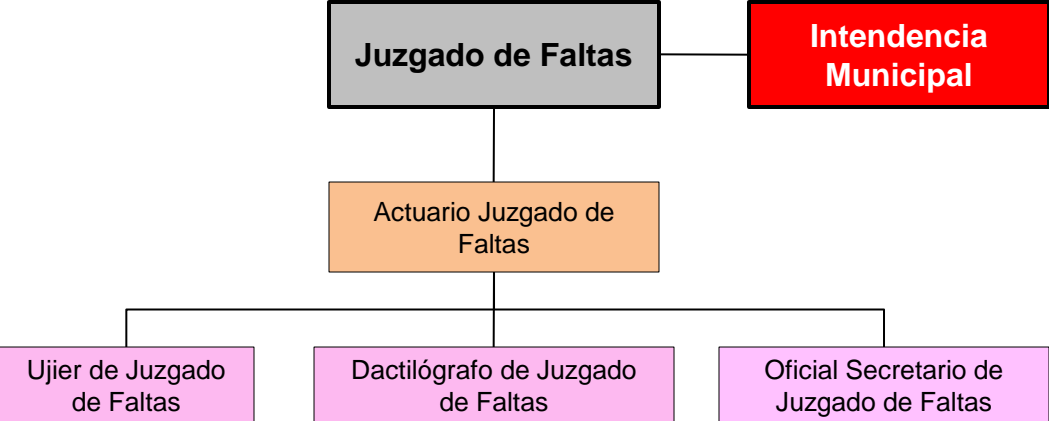 Juzgado de Faltas
Intendencia
Municipal
Actuario Juzgado de
Faltas
Ujier de Juzgado
de Faltas
Dactilógrafo de Juzgado
de Faltas
Oficial Secretario de
Juzgado de Faltas